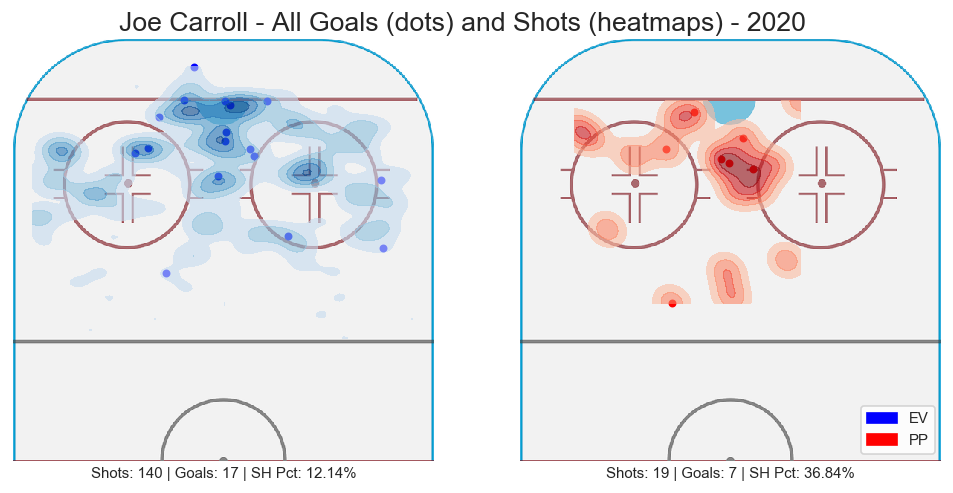 Joe Carroll - All Goals (dots) and Shots (heatmaps) - 2020
EV
PP
Shots: 140 | Goals: 17 | SH Pct: 12.14%
Shots: 19 | Goals: 7 | SH Pct: 36.84%